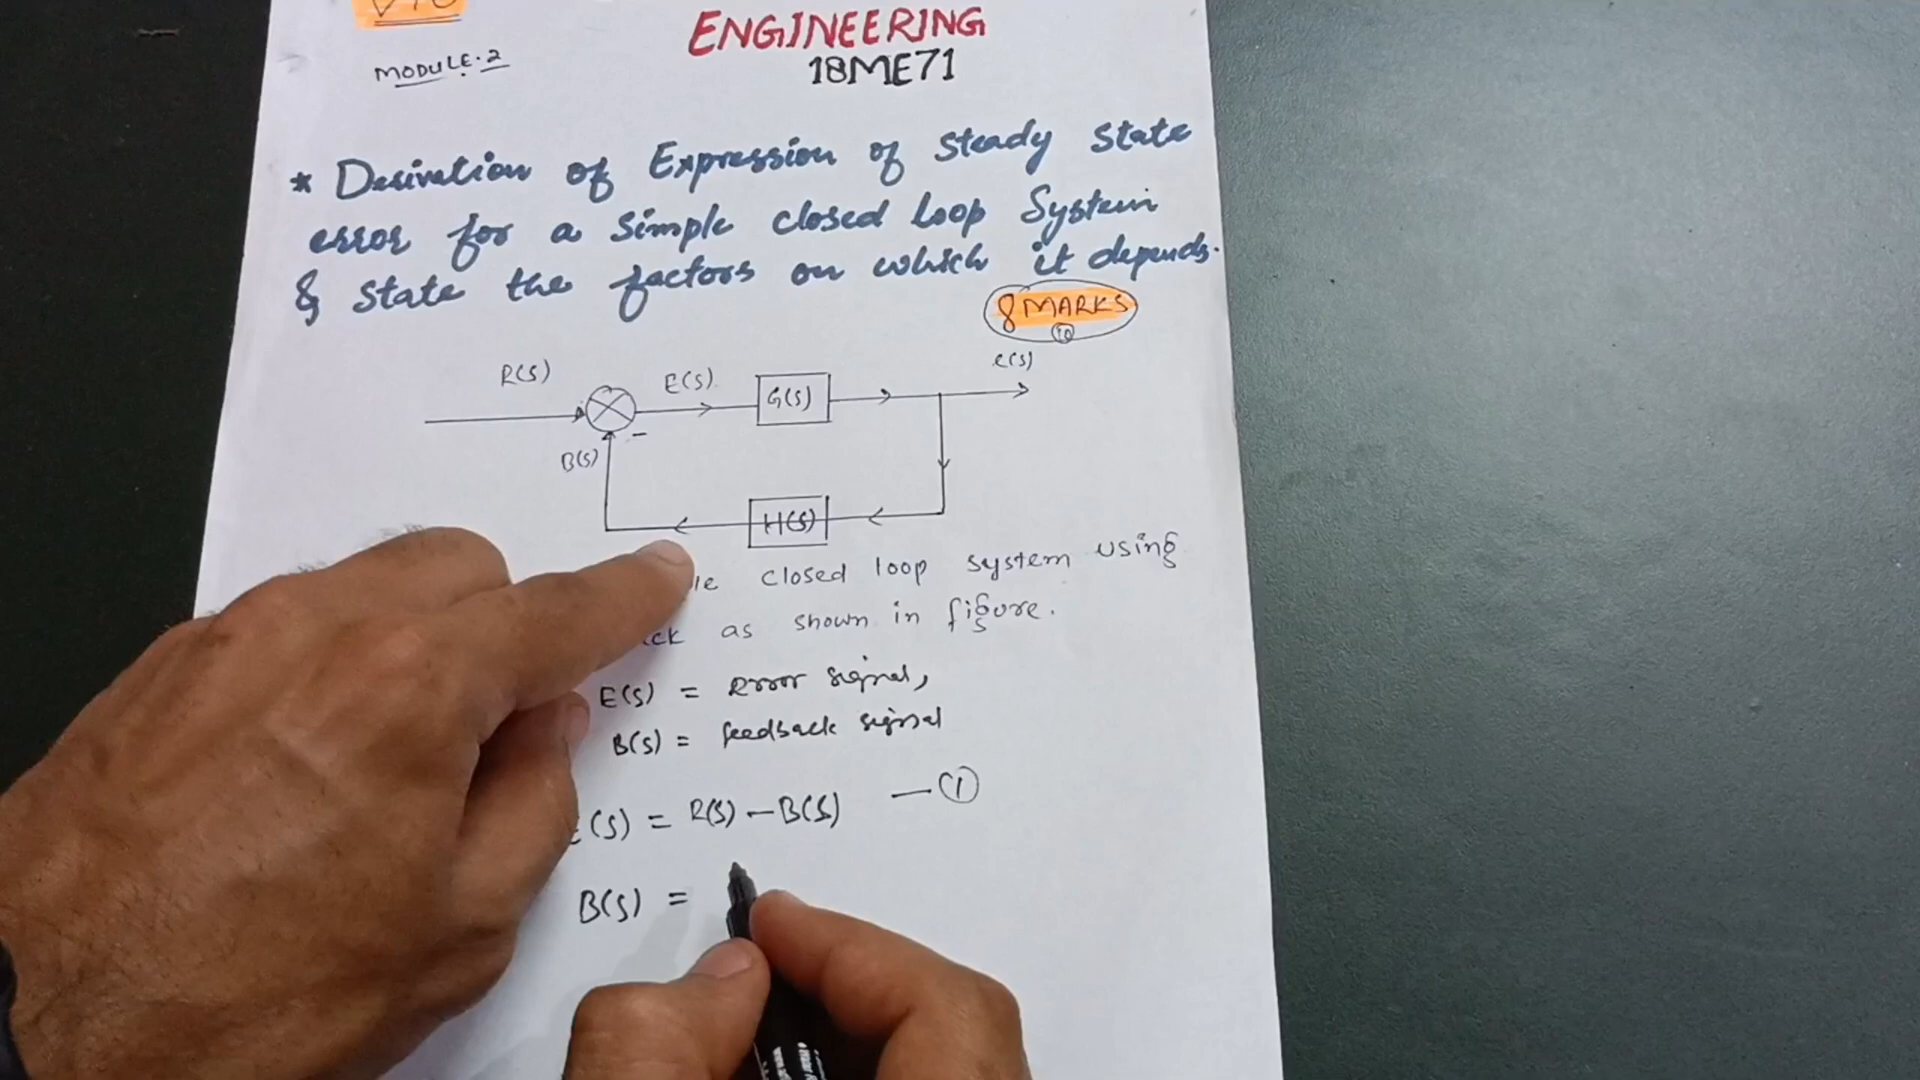 ENGINEERING
MODULE.2
18ME71
* Derivation of Expression of steady state
error for a simple closed loop System
& state the factors on which it depends.
8 MARKS
10
R(S)
E(S)
G(S)
C(S)
B(S)
-
H(S)
closed loop system using
as shown in figure.
E(S) = error signal,
B(S) = feedback signal
(S) = R(S) - B(S) — 1
B(S) =